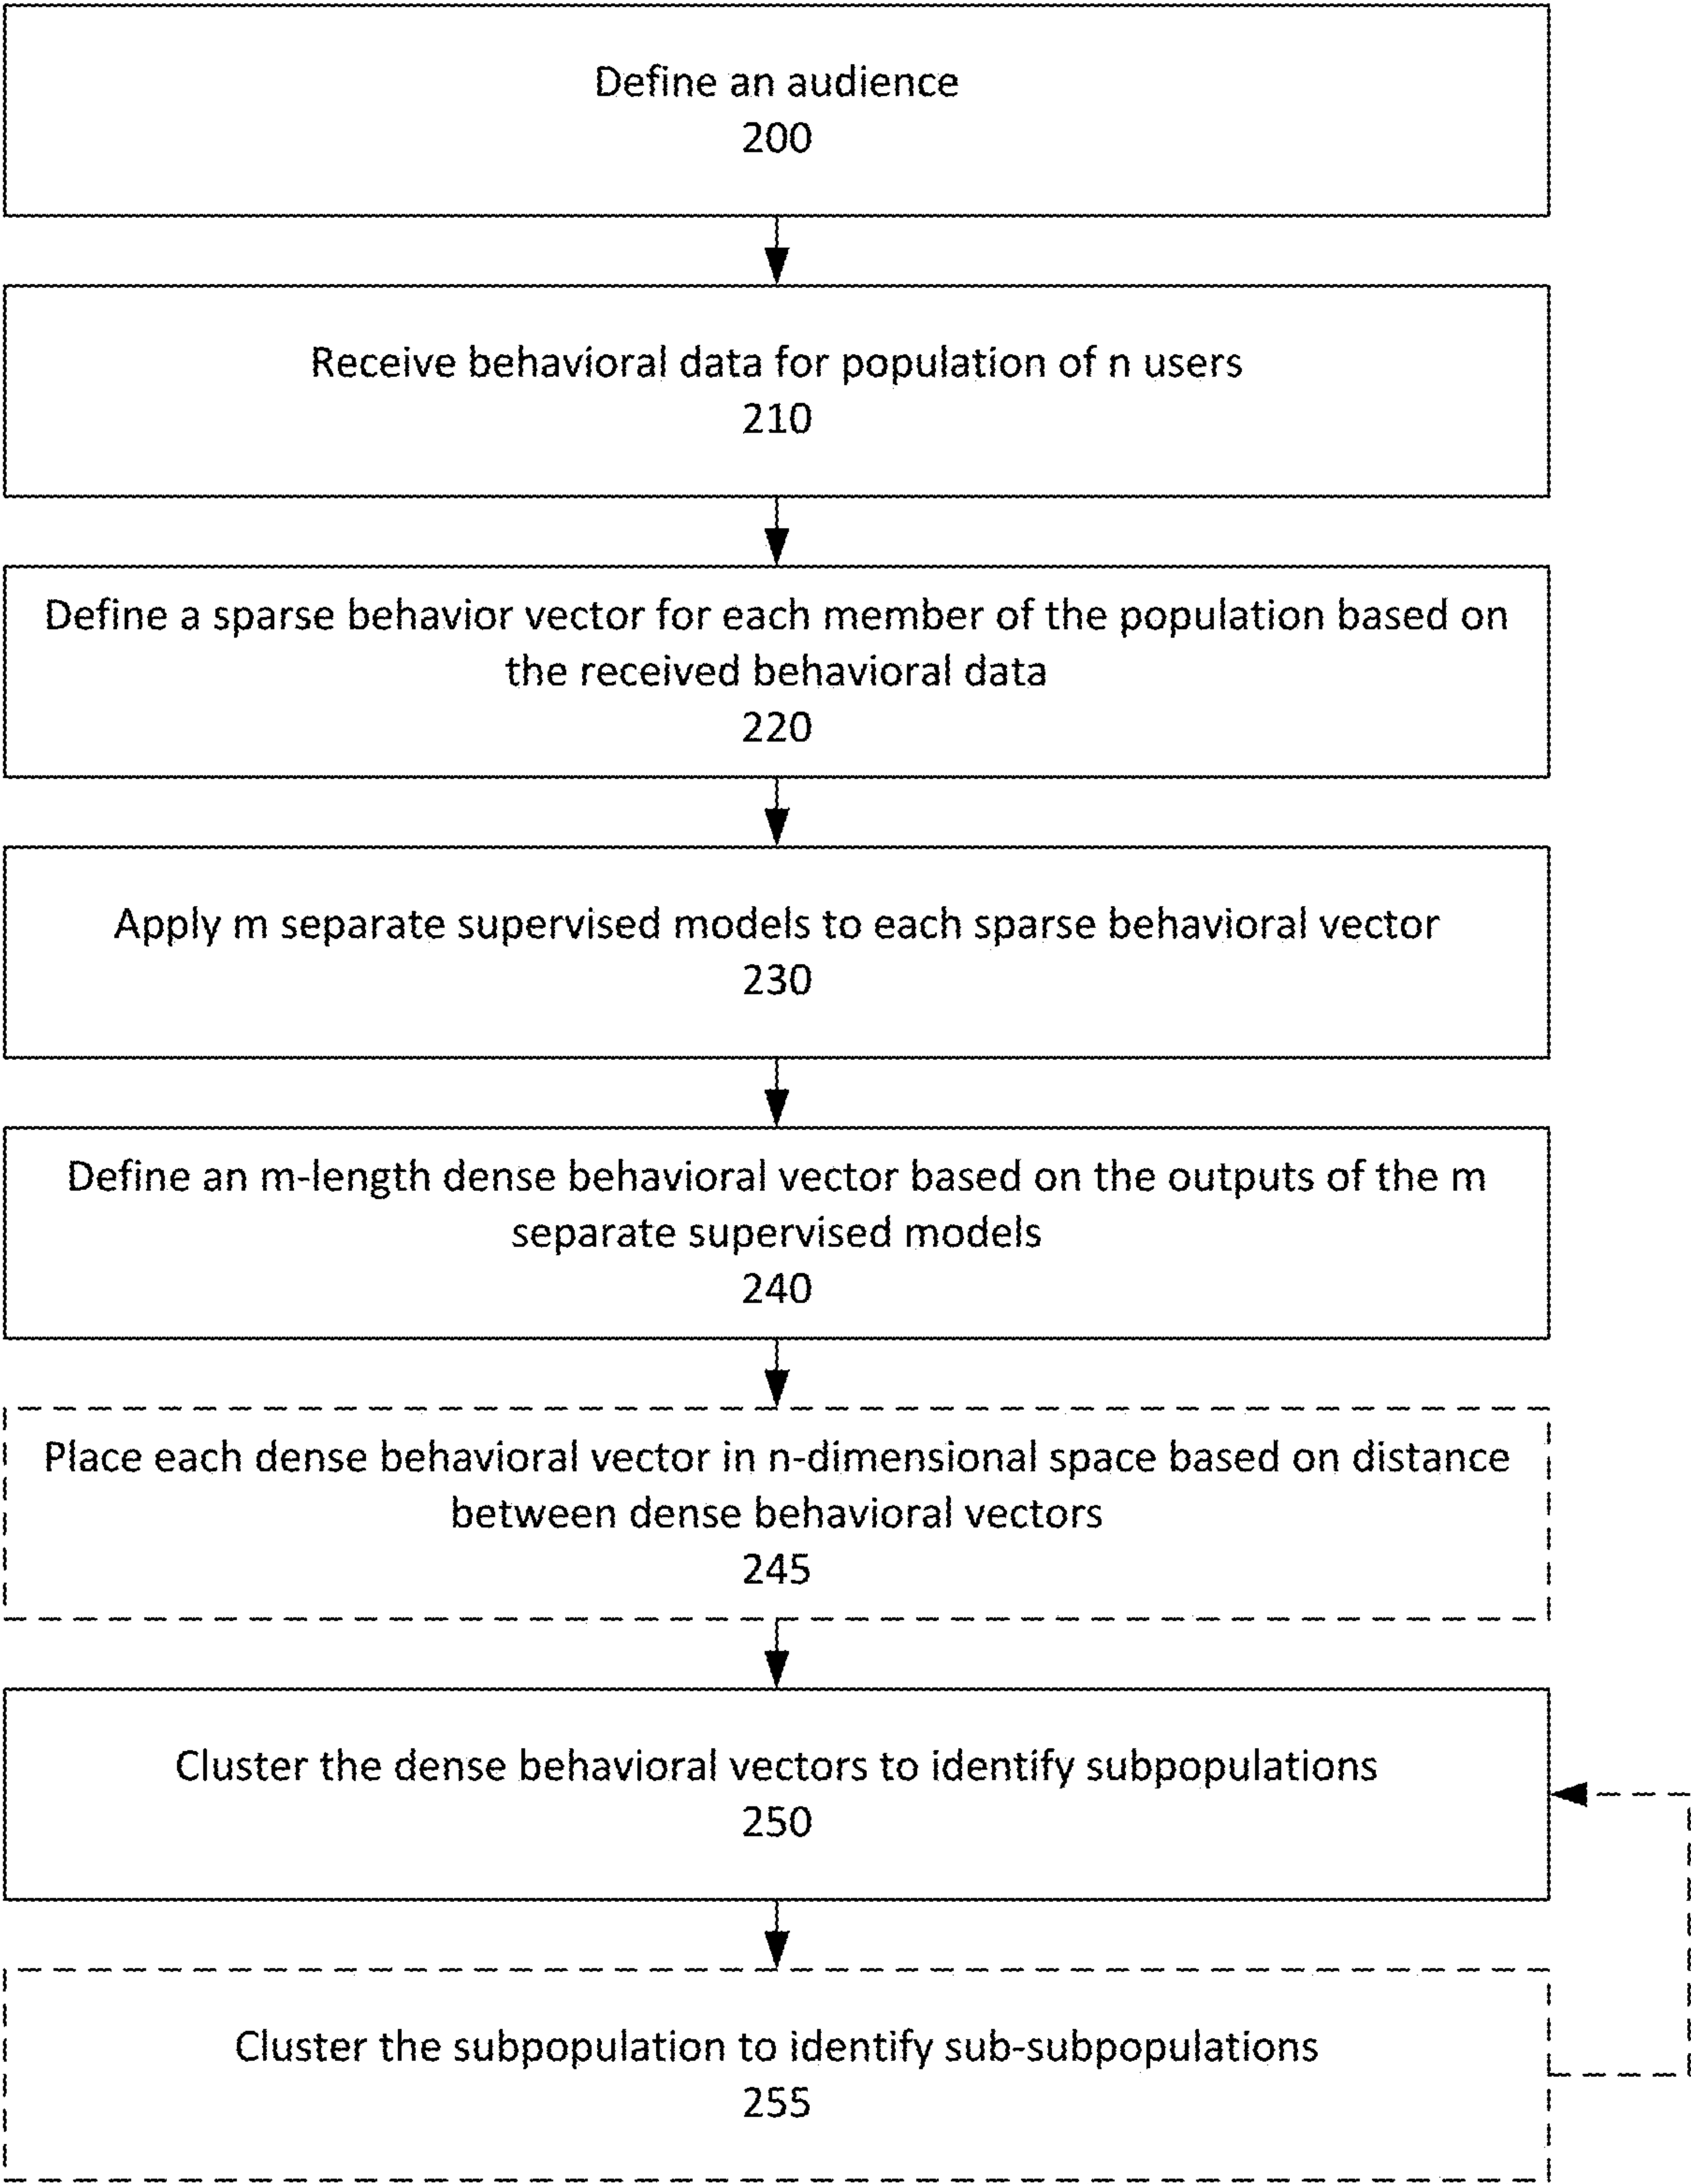 Define an audience
200
Receive behavioral data for population of n users
210
Define a sparse behavior vector for each member of the population based on
the received behavioral data
220
Apply m separate supervised models to each sparse behavioral vector
230
Define an m-length dense behavioral vector based on the outputs of the m
separate supervised models
240
Place each dense behavioral vector in n-dimensional space based on distance
between dense behavioral vectors
245
Cluster the dense behavioral vectors to identify subpopulations
250
Cluster the subpopulation to identify sub-subpopulations
255